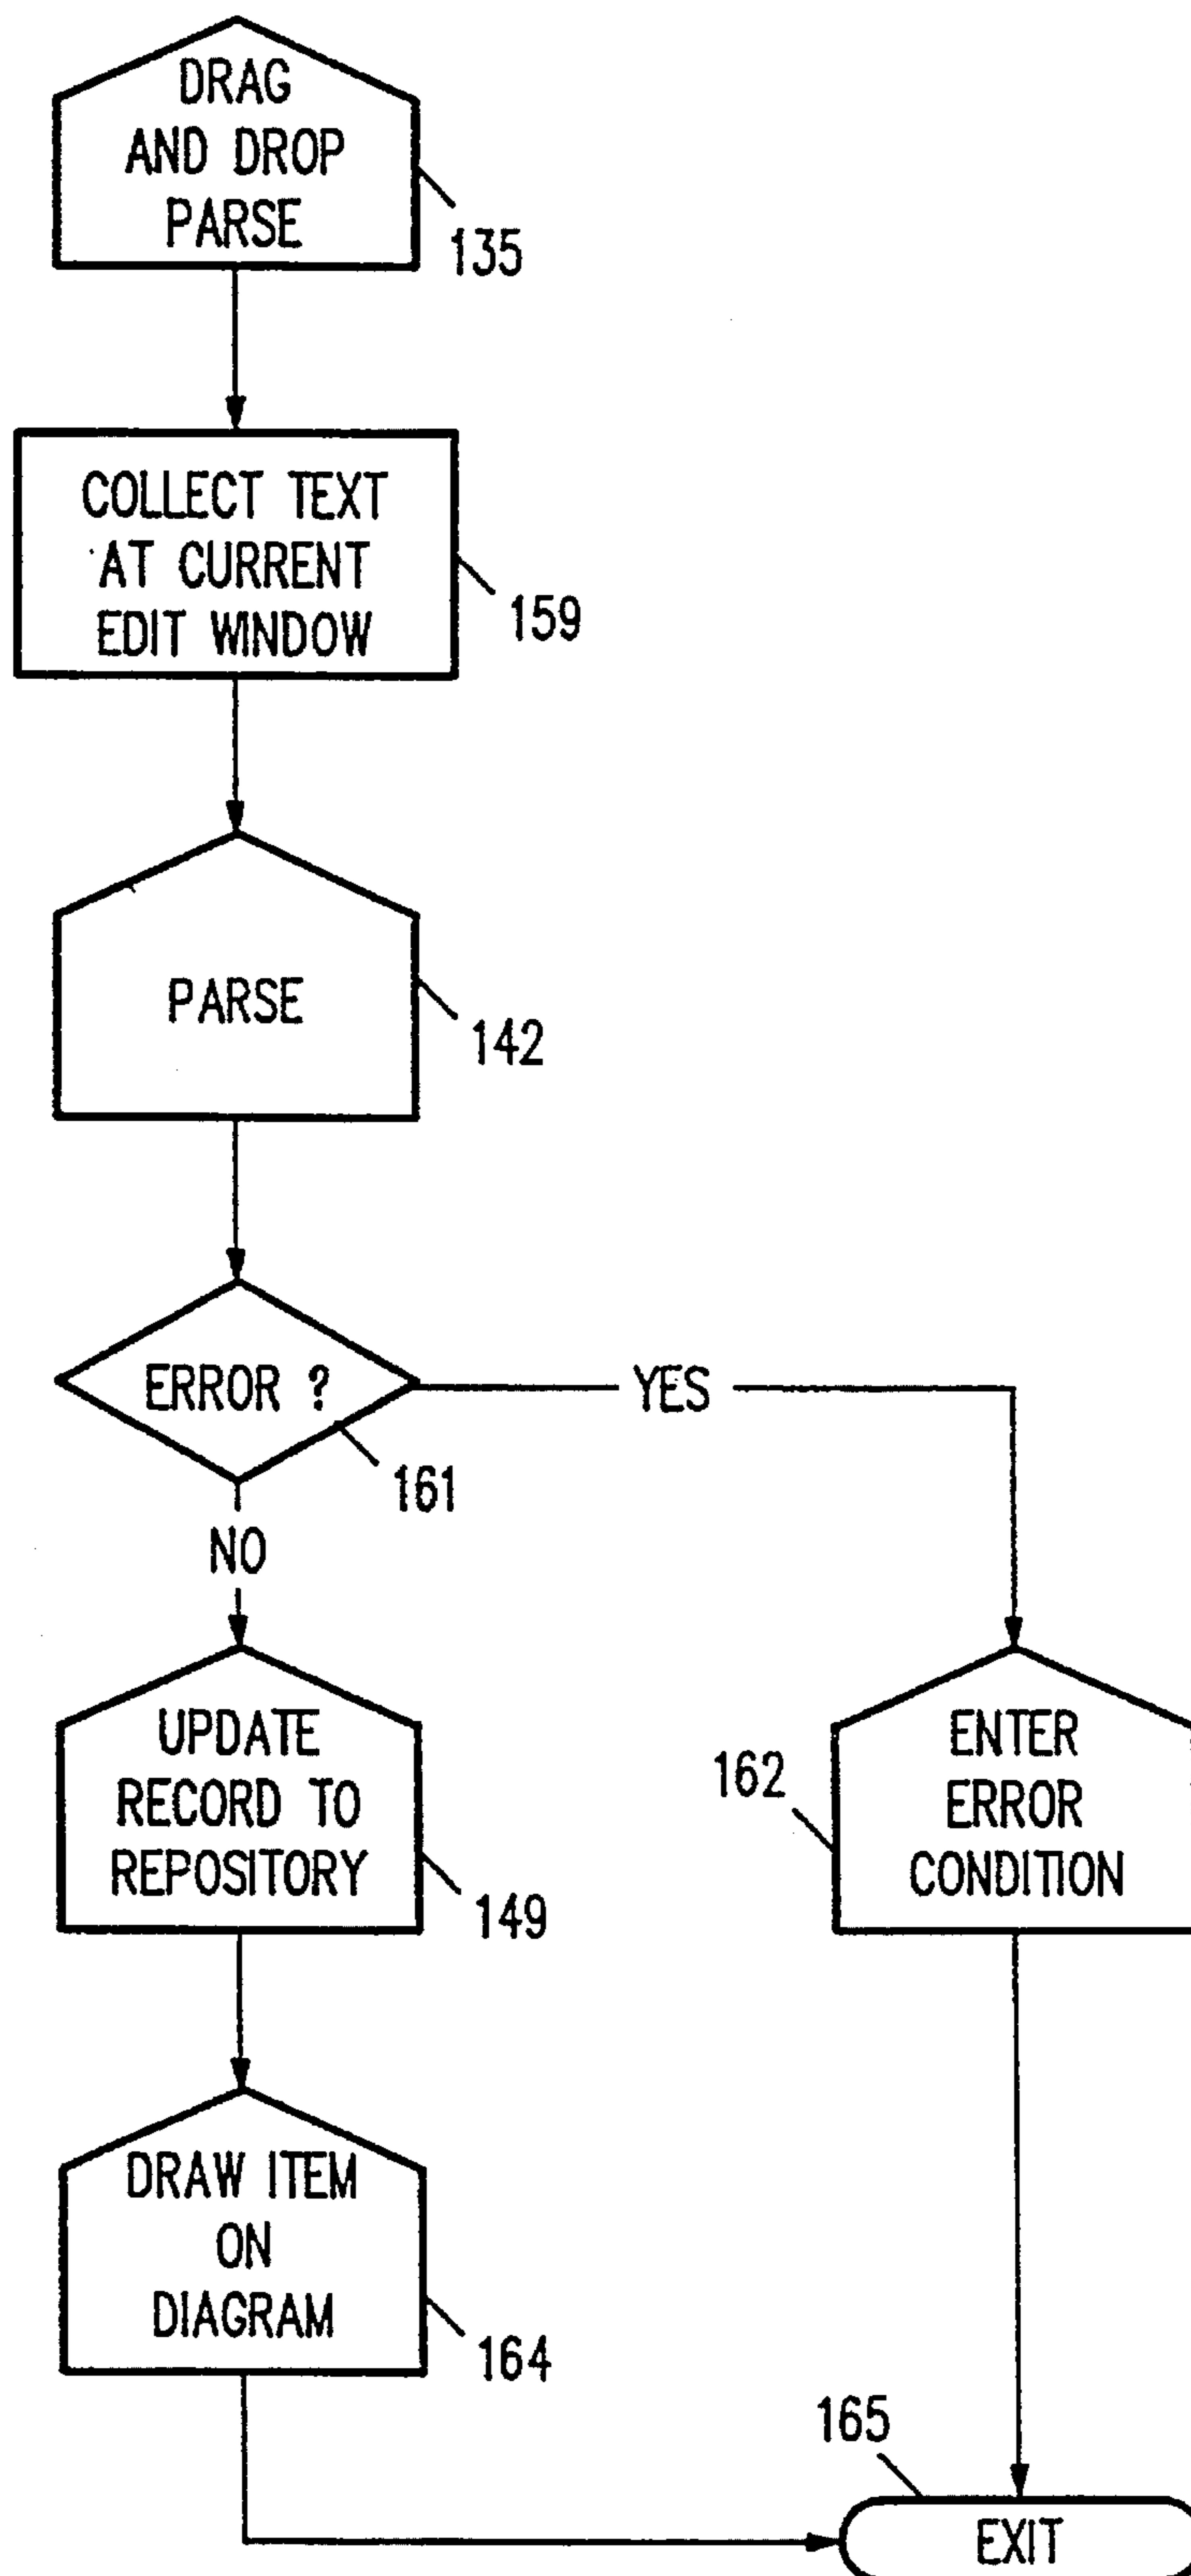 DRAG
AND DROP
PARSE
135
COLLECT TEXT
AT CURRENT
EDIT WINDOW
159
PARSE
142
ERROR ?
YES
161
NO
UPDATE
RECORD TO
REPOSITORY
149
ENTER
ERROR
CONDITION
162
DRAW ITEM
ON
DIAGRAM
164
165
EXIT